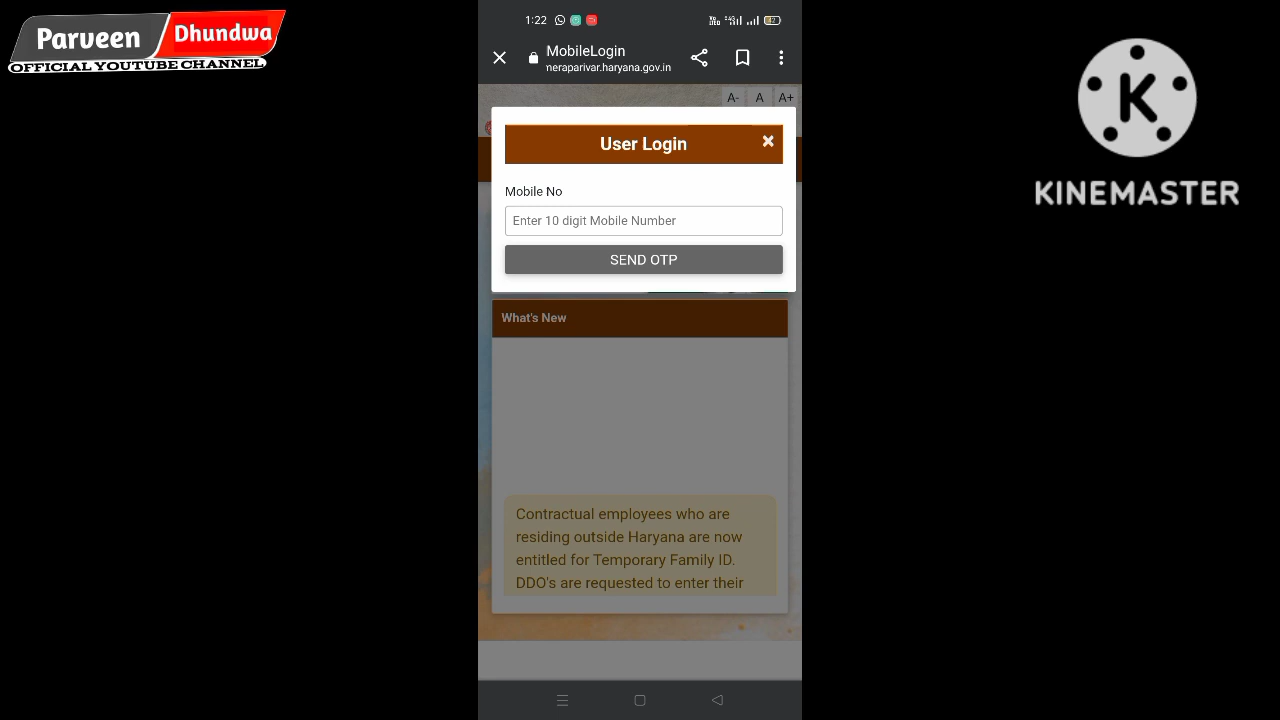 Parveen Dhundwa
OFFICIAL YOUTUBE CHANNEL
1:22
MobileLogin
meraparivar.haryana.gov.in
A- A A+
User Login ×
Mobile No
Enter 10 digit Mobile Number
SEND OTP
What's New
Contractual employees who are
residing outside Haryana are now
entitled for Temporary Family ID.
DDO's are requested to enter their
K
KINEMASTER